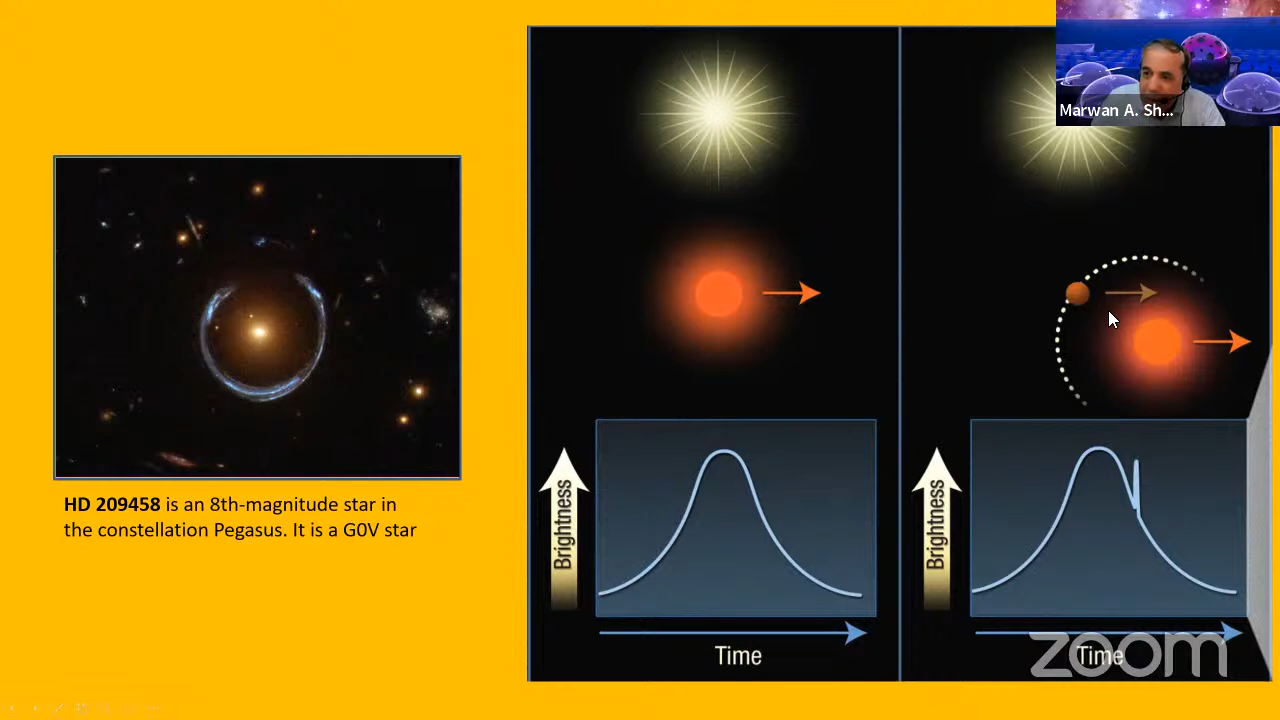 Marwan A. Sh...
HD 209458 is an 8th-magnitude star in
the constellation Pegasus. It is a G0V star
Brightness
Time
Brightness
Time
zoom